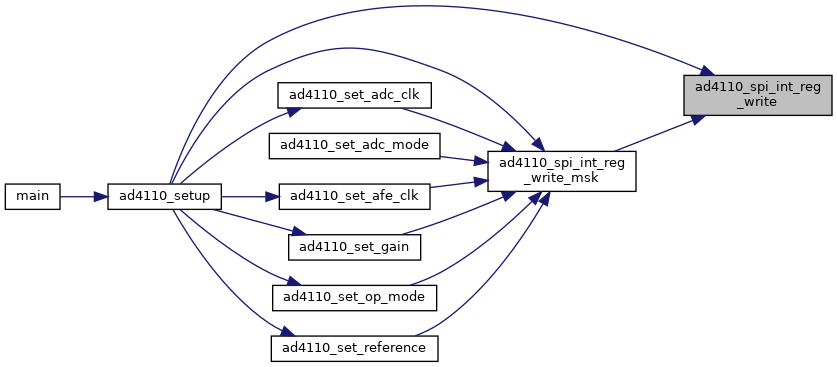 ad4110_spi_int_reg
_write
ad4110_set_adc_clk
ad4110_set_adc_mode
ad4110_spi_int_reg
_write_msk
main
ad4110_setup
ad4110_set_afe_clk
ad4110_set_gain
ad4110_set_op_mode
ad4110_set_reference